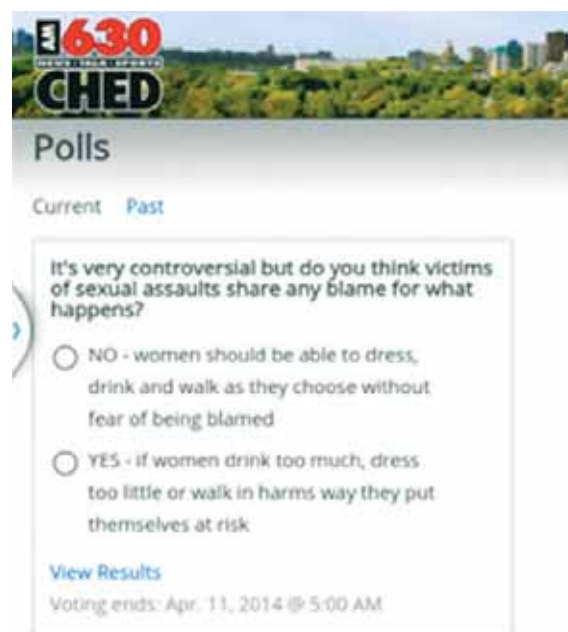 AM 630
NEWS · TALK · SPORTS
CHED
Polls
Current Past
It's very controversial but do you think victims
of sexual assaults share any blame for what
happens?
NO - women should be able to dress,
drink and walk as they choose without
fear of being blamed
YES - if women drink too much, dress
too little or walk in harms way they put
themselves at risk
View Results
Voting ends: Apr. 11, 2014 @ 5:00 AM